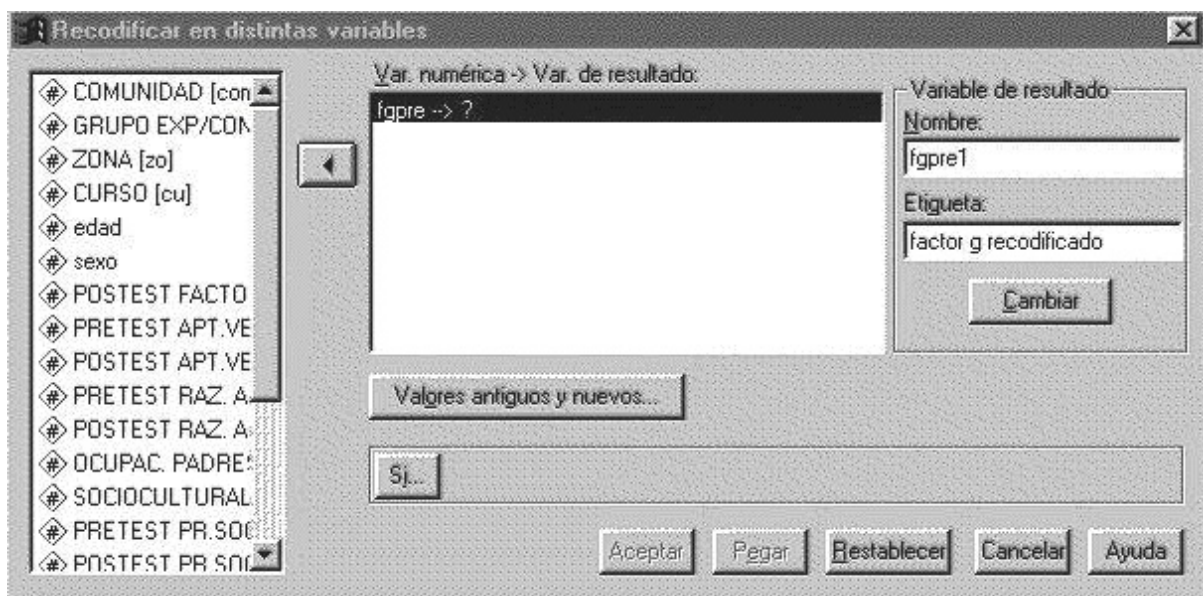 Recodificar en distintas variables
COMUNIDAD [con
GRUPO EXP/CON
ZONA [zo]
CURSO [cu]
edad
sexo
POSTEST FACTO
PRETEST APT.VE
POSTEST APT.VE
PRETEST RAZ. A
POSTEST RAZ. A
OCUPAC. PADRES
SOCIOCULTURAL
PRETEST PR.SOC
POSTEST PR.SOC
Var. numérica -> Var. de resultado:
fgpre --> ?
Variable de resultado
Nombre:
fgpre1
Etiqueta:
factor g recodificado
Cambiar
Valores antiguos y nuevos...
Si...
Aceptar
Pegar
Restablecer
Cancelar
Ayuda